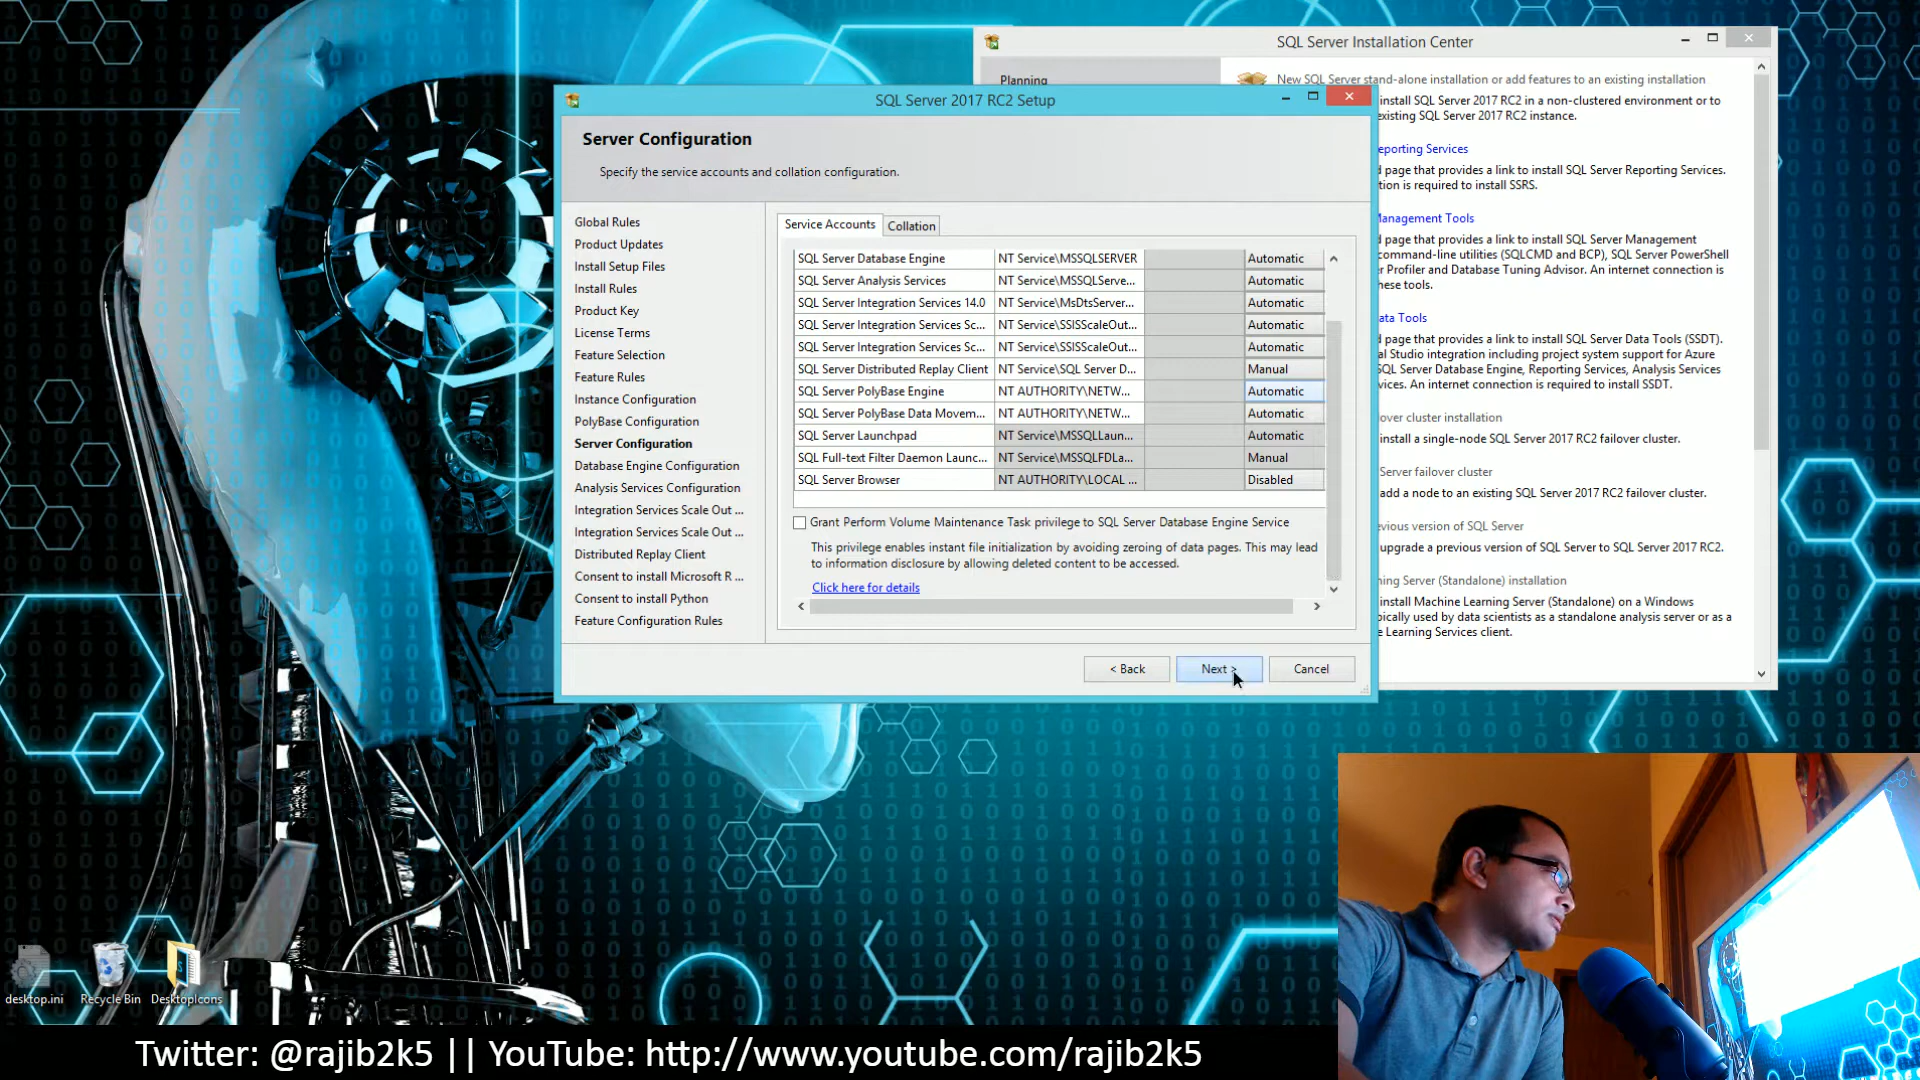 SQL Server Installation Center
Planning
New SQL Server stand-alone installation or add features to an existing installation
install SQL Server 2017 RC2 in a non-clustered environment or to
existing SQL Server 2017 RC2 instance.
eporting Services
d page that provides a link to install SQL Server Reporting Services.
tion is required to install SSRS.
Management Tools
d page that provides a link to install SQL Server Management
command-line utilities (SQLCMD and BCP), SQL Server PowerShell
r Profiler and Database Tuning Advisor. An internet connection is
hese tools.
ata Tools
d page that provides a link to install SQL Server Data Tools (SSDT).
al Studio integration including project system support for Azure
SQL Server Database Engine, Reporting Services, Analysis Services
vices. An internet connection is required to install SSDT.
over cluster installation
install a single-node SQL Server 2017 RC2 failover cluster.
Server failover cluster
add a node to an existing SQL Server 2017 RC2 failover cluster.
evious version of SQL Server
upgrade a previous version of SQL Server to SQL Server 2017 RC2.
ning Server (Standalone) installation
install Machine Learning Server (Standalone) on a Windows
pically used by data scientists as a standalone analysis server or as a
e Learning Services client.
SQL Server 2017 RC2 Setup
Server Configuration
Specify the service accounts and collation configuration.
Global Rules
Product Updates
Install Setup Files
Install Rules
Product Key
License Terms
Feature Selection
Feature Rules
Instance Configuration
PolyBase Configuration
Server Configuration
Database Engine Configuration
Analysis Services Configuration
Integration Services Scale Out ...
Integration Services Scale Out ...
Distributed Replay Client
Consent to install Microsoft R ...
Consent to install Python
Feature Configuration Rules
Service Accounts Collation
SQL Server Database Engine NT Service\MSSQLSERVER Automatic
SQL Server Analysis Services NT Service\MSSQLServe... Automatic
SQL Server Integration Services 14.0 NT Service\MsDtsServer... Automatic
SQL Server Integration Services Sc... NT Service\SSISScaleOut... Automatic
SQL Server Integration Services Sc... NT Service\SSISScaleOut... Automatic
SQL Server Distributed Replay Client NT Service\SQL Server D... Manual
SQL Server PolyBase Engine NT AUTHORITY\NETW... Automatic
SQL Server PolyBase Data Movem... NT AUTHORITY\NETW... Automatic
SQL Server Launchpad NT Service\MSSQLLaun... Automatic
SQL Full-text Filter Daemon Launc... NT Service\MSSQLFDLa... Manual
SQL Server Browser NT AUTHORITY\LOCAL ... Disabled
Grant Perform Volume Maintenance Task privilege to SQL Server Database Engine Service
This privilege enables instant file initialization by avoiding zeroing of data pages. This may lead
to information disclosure by allowing deleted content to be accessed.
Click here for details
< Back Next > Cancel
desktop.ini Recycle Bin DesktopIcons
Twitter: @rajib2k5 || YouTube: http://www.youtube.com/rajib2k5